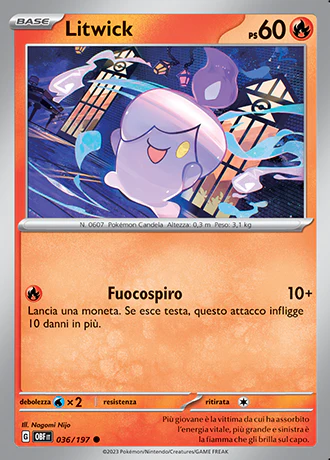 BASE Litwick PS 60
N. 0607 Pokémon Candela Altezza: 0,3 m Peso: 3,1 kg
Fuocospiro 10+
Lancia una moneta. Se esce testa, questo attacco infligge
10 danni in più.
debolezza ×2 resistenza ritirata
Ill. Nagomi Nijo
G OBF IT 036/197
Più giovane è la vittima da cui ha assorbito
l'energia vitale, più grande e sinistra è
la fiamma che gli brilla sul capo.
©2023 Pokémon/Nintendo/Creatures/GAME FREAK